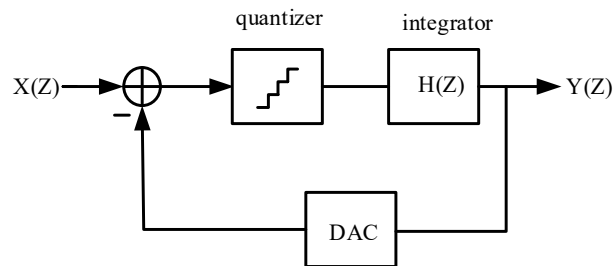 quantizer
integrator
X(Z)
H(Z)
Y(Z)
DAC